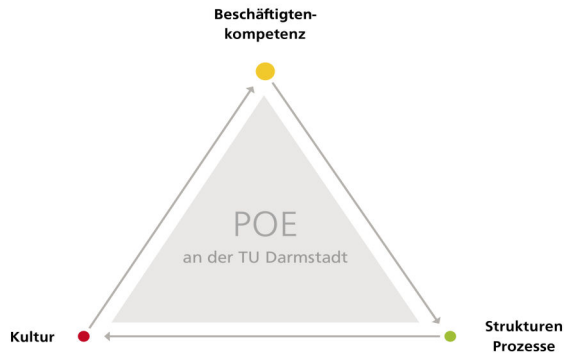 Beschäftigten-
kompetenz
POE
an der TU Darmstadt
Kultur
Strukturen
Prozesse